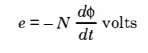 e = − N dϕ/dt volts